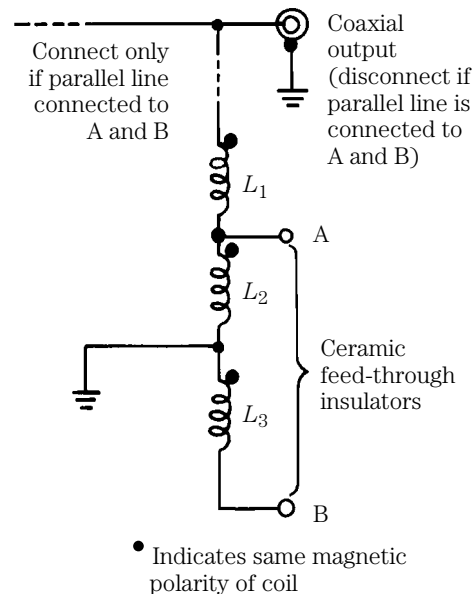 Connect only
if parallel line
connected to
A and B
Coaxial
output
(disconnect if
parallel line is
connected to
A and B)
L1
A
L2
Ceramic
feed-through
insulators
L3
B
Indicates same magnetic
polarity of coil